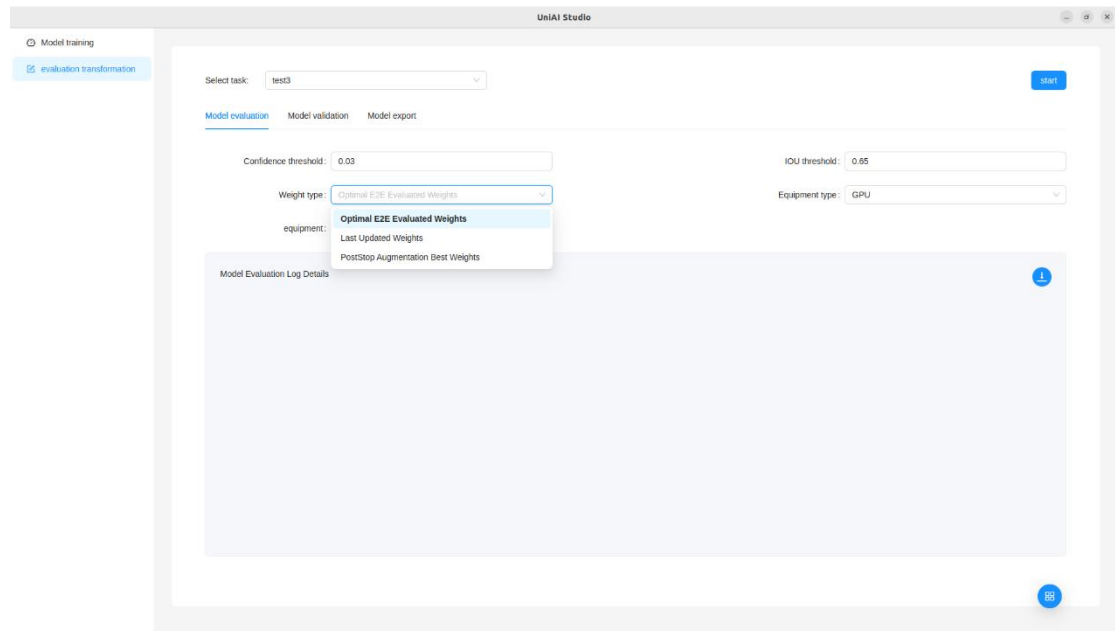 UniAI Studio
Model training
evaluation transformation
Select task: test3
start
Model evaluation Model validation Model export
Confidence threshold: 0.03 IOU threshold: 0.65
Weight type: Optimal E2E Evaluated Weights Equipment type: GPU
Optimal E2E Evaluated Weights
equipment:
Last Updated Weights
PostStop Augmentation Best Weights
Model Evaluation Log Details